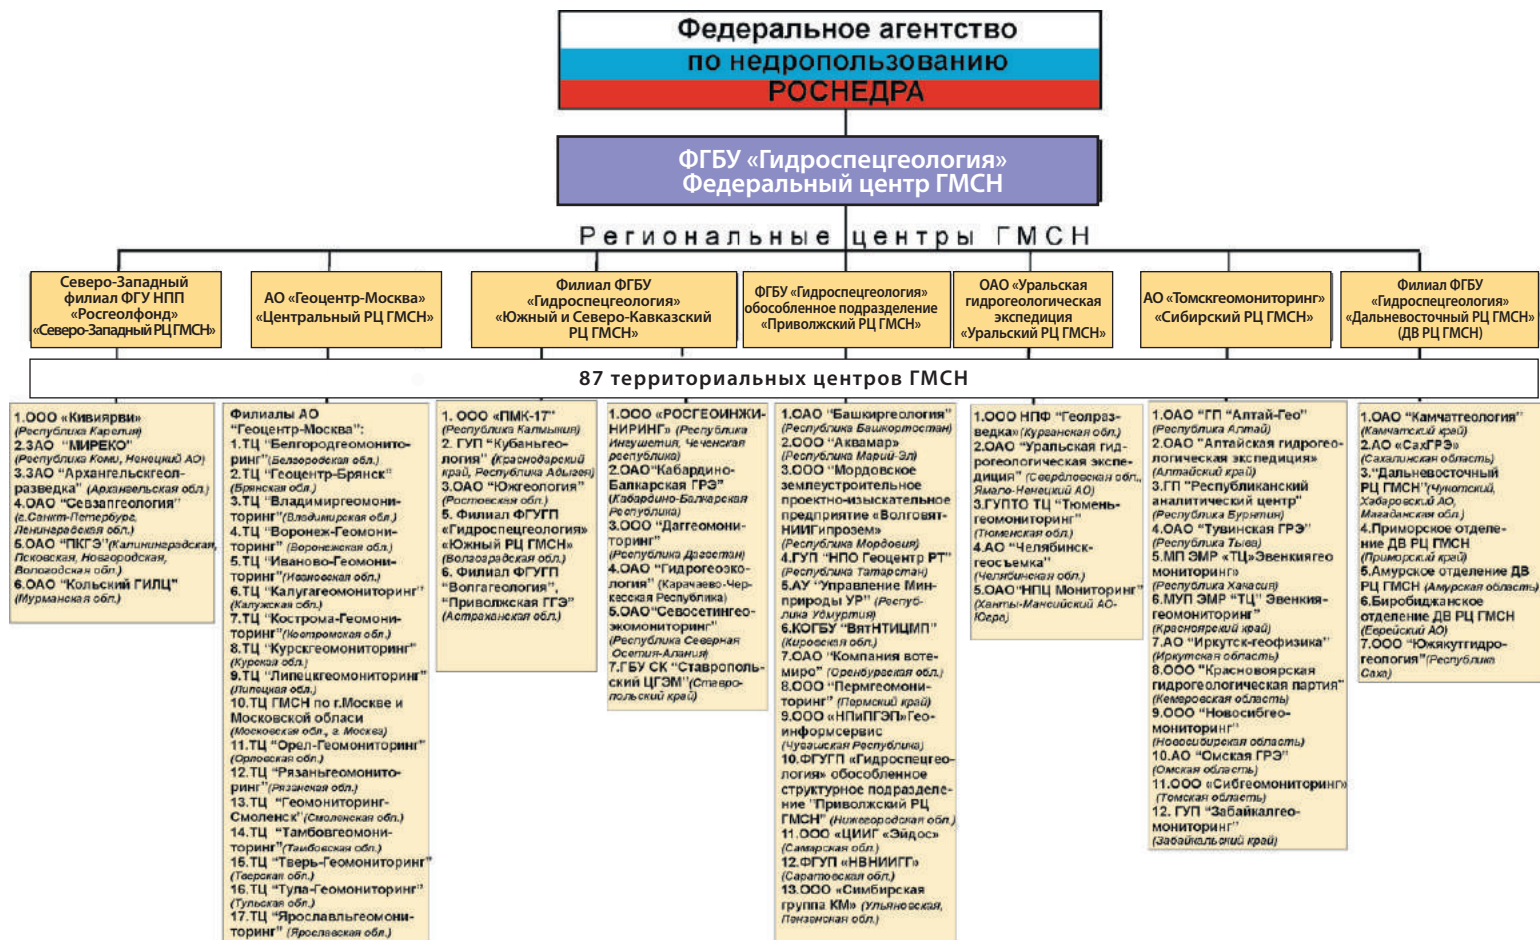 Федеральное агентство
по недропользованию
РОСНЕДРА
ФГБУ «Гидроспецгеология»
Федеральный центр ГМСН
Региональные центры ГМСН
Северо-Западный
филиал ФГУ НПП
«Росгеолфонд»
«Северо-Западный РЦ ГМСН»
АО «Геоцентр-Москва»
«Центральный РЦ ГМСН»
Филиал ФГБУ
«Гидроспецгеология»
«Южный и Северо-Кавказский
РЦ ГМСН»
ФГБУ «Гидроспецгеология»
обособленное подразделение
«Приволжский РЦ ГМСН»
ОАО «Уральская
гидрогеологическая
экспедиция
«Уральский РЦ ГМСН»
АО «Томскгеомониторинг»
«Сибирский РЦ ГМСН»
Филиал ФГБУ
«Гидроспецгеология»
«Дальневосточный РЦ ГМСН»
(ДВ РЦ ГМСН)
87 территориальных центров ГМСН
1.ООО «Кивиярви»
(Республика Карелия)
2.ЗАО "МИРЕКО"
(Республика Коми, Ненецкий АО)
3.ЗАО "Архангельскгеол-
разведка" (Архангельская обл.)
4.ОАО «Севзапгеология"
(г.Санкт-Петербург,
Ленинградская обл.)
5.ОАО "ПКГЭ"(Калининградская,
Псковская, Новгородская,
Вологодская обл.)
6.ОАО "Кольский ГИЛЦ"
(Мурманская обл.)
Филиалы АО
"Геоцентр-Москва":
1.ТЦ "Белгородгеомонито-
ринг"(Белгородская обл.)
2.ТЦ "Геоцентр-Брянск"
(Брянская обл.)
3.ТЦ "Владимиргеомони-
торинг"(Владимирская обл.)
4.ТЦ "Воронеж-Геомони-
торинг" (Воронежская обл.)
5.ТЦ "Иваново-Геомони-
торинг"(Ивановская обл.)
6.ТЦ "Калугагеомониторинг"
(Калужская обл.)
7.ТЦ "Кострома-Геомони-
торинг"(Костромская обл.)
8.ТЦ "Курскгеомониторинг"
(Курская обл.)
9.ТЦ "Липецкгеомониторинг"
(Липецкая обл.)
10.ТЦ ГМСН по г.Москве и
Московской обласи
(Московская обл., г. Москва)
11.ТЦ "Орел-Геомониторинг"
(Орловская обл.)
12.ТЦ "Рязаньгеомонито-
ринг"(Рязанская обл.)
13.ТЦ "Геомониторинг-
Смоленск"(Смоленская обл.)
14.ТЦ "Тамбовгеомони-
торинг"(Тамбовская обл.)
15.ТЦ "Тверь-Геомониторинг"
(Тверская обл.)
16.ТЦ "Тула-Геомониторинг"
(Тульская обл.)
17.ТЦ "Ярославльгеомони-
торинг" (Ярославская обл.)
1. ООО «ПМК-17"
(Республика Калмыкия)
2. ГУП "Кубаньгео-
логия" (Краснодарский
край, Республика Адыгея)
3.ОАО "Южгеология"
(Ростовская обл.)
5. Филиал ФГУГП
«Гидроспецгеология»
«Южный РЦ ГМСН»
(Волгоградская обл.)
6. Филиал ФГУГП
"Волгагеология",
"Приволжская ГГЭ"
(Астраханская обл.)
1.ООО «РОСГЕОИНЖИ-
НИРИНГ» (Республика
Ингушетия, Чеченская
республика)
2.ОАО"Кабардино-
Балкарская ГРЭ"
(Кабардино-Балкарская
Республика)
3.ООО "Даггеомони-
торинг"
(Республика Дагестан)
4.ОАО "Гидрогеоэко-
логия" (Карачаево-Чер-
кесская Республика)
5.ОАО«Севосетингео-
экомониторинг"
(Республика Северная
Осетия-Алания)
7.ГБУ СК "Ставрополь-
ский ЦГЭМ"(Ставро-
польский край)
1.ОАО "Башкиргеология"
(Республика Башкортостан)
2.ООО "Аквамар»
(Республика Марий-Эл)
3.ООО "Мордовское
землеустроительное
проектно-изыскательное
предприятие «Волговят-
НИИГипрозем»
(Республика Мордовия)
4.ГУП "НПО Геоцентр РТ"
(Республика Татарстан)
5.АУ "Управление Мин-
природы УР" (Респуб-
лика Удмуртия)
6.КОГБУ "ВятНТИЦМП"
(Кировская обл.)
7.ОАО "Компания воте-
миро" (Оренбургская обл.)
8.ООО "Пермгеомони-
торинг" (Пермский край)
9.ООО «НПиПГЭП»Гео-
информсервис
(Чувашская Республика)
10.ФГУГП «Гидроспецгео-
логия» обособленное
структурное подразделе-
ние "Приволжский РЦ
ГМСН" (Нижегородская обл.)
11.ООО «ЦИИГ «Эйдос»
(Самарская обл.)
12.ФГУП «НВНИИГГ»
(Саратовская обл.)
13.ООО «Симбирская
группа КМ» (Ульяновская,
Пензенская обл.)
1.ООО НПФ "Геолраз-
ведка»(Курганская обл.)
2.ОАО "Уральская гид-
рогеологическая экспе-
диция" (Свердловская обл.,
Ямало-Ненецкий АО)
3.ГУПТО ТЦ "Тюмень-
геомониторинг"
(Тюменская обл.)
4.АО "Челябинск-
геосъемка"
(Челябинская обл.)
5.ОАО"НПЦ Мониторинг"
(Ханты-Мансийский АО-
Югра)
1.ОАО "ГП "Алтай-Гео"
(Республика Алтай)
2.ОАО "Алтайская гидрогео-
логическая экспедиция»
(Алтайский край)
3.ГП "Республиканский
аналитический центр"
(Республика Бурятия)
4.ОАО "Тувинская ГРЭ"
(Республика Тыва)
5.МП ЭМР «ТЦ»Эвенкиягео
мониторинг»
(Республика Хакасия)
6.МУП ЭМР "ТЦ" Эвенкия-
геомониторинг"
(Красноярский край)
7.АО "Иркутск-геофизика"
(Иркутская область)
8.ООО "Красновоярская
гидрогеологическая партия"
(Кемеровская область)
9.ООО "Новосибгео-
мониторинг"
(Новосибирская область)
10.АО "Омская ГРЭ"
(Омская область)
11.ООО «Сибгеомониторинг»
(Томская область)
12. ГУП "Забайкалгео-
мониторинг"
(Забайкальский край)
1.ОАО "Камчатгеология"
(Камчатский край)
2.АО «СахГРЭ»
(Сахалинская область)
3."Дальневосточный
РЦ ГМСН"(Чукотский,
Хабаровский АО,
Магаданская обл.)
4.Приморское отделе-
ние ДВ РЦ ГМСН
(Приморский край)
5.Амурское отделение ДВ
РЦ ГМСН (Амурская область)
6.Биробиджанское
отделение ДВ РЦ ГМСН
(Еврейский АО)
7.ООО "Южякутгидро-
геология"(Республика
Саха)